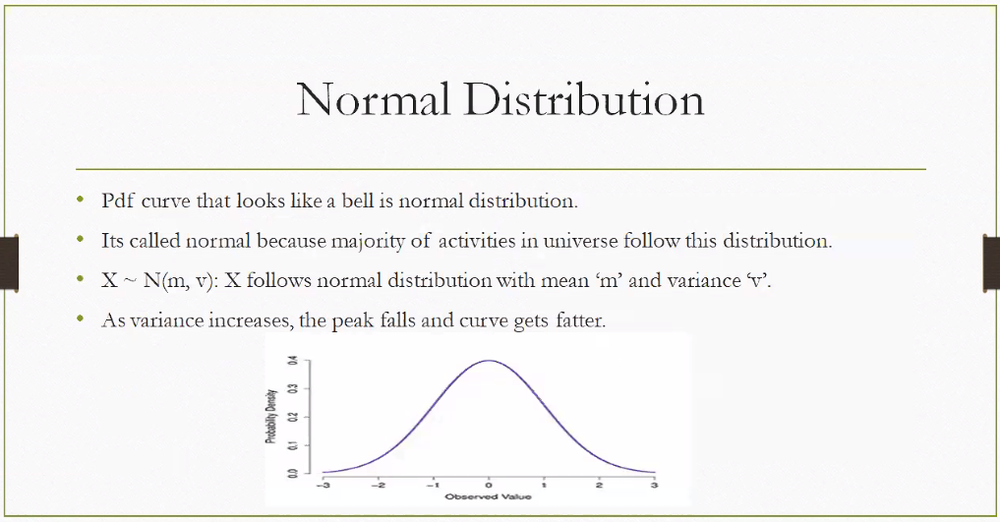 Normal Distribution
Pdf curve that looks like a bell is normal distribution.
Its called normal because majority of activities in universe follow this distribution.
X ~ N(m, v): X follows normal distribution with mean ‘m’ and variance ‘v’.
As variance increases, the peak falls and curve gets fatter.
0.4
0.3
0.2
0.1
0.0
Probability Density
-3 -2 -1 0 1 2 3
Observed Value